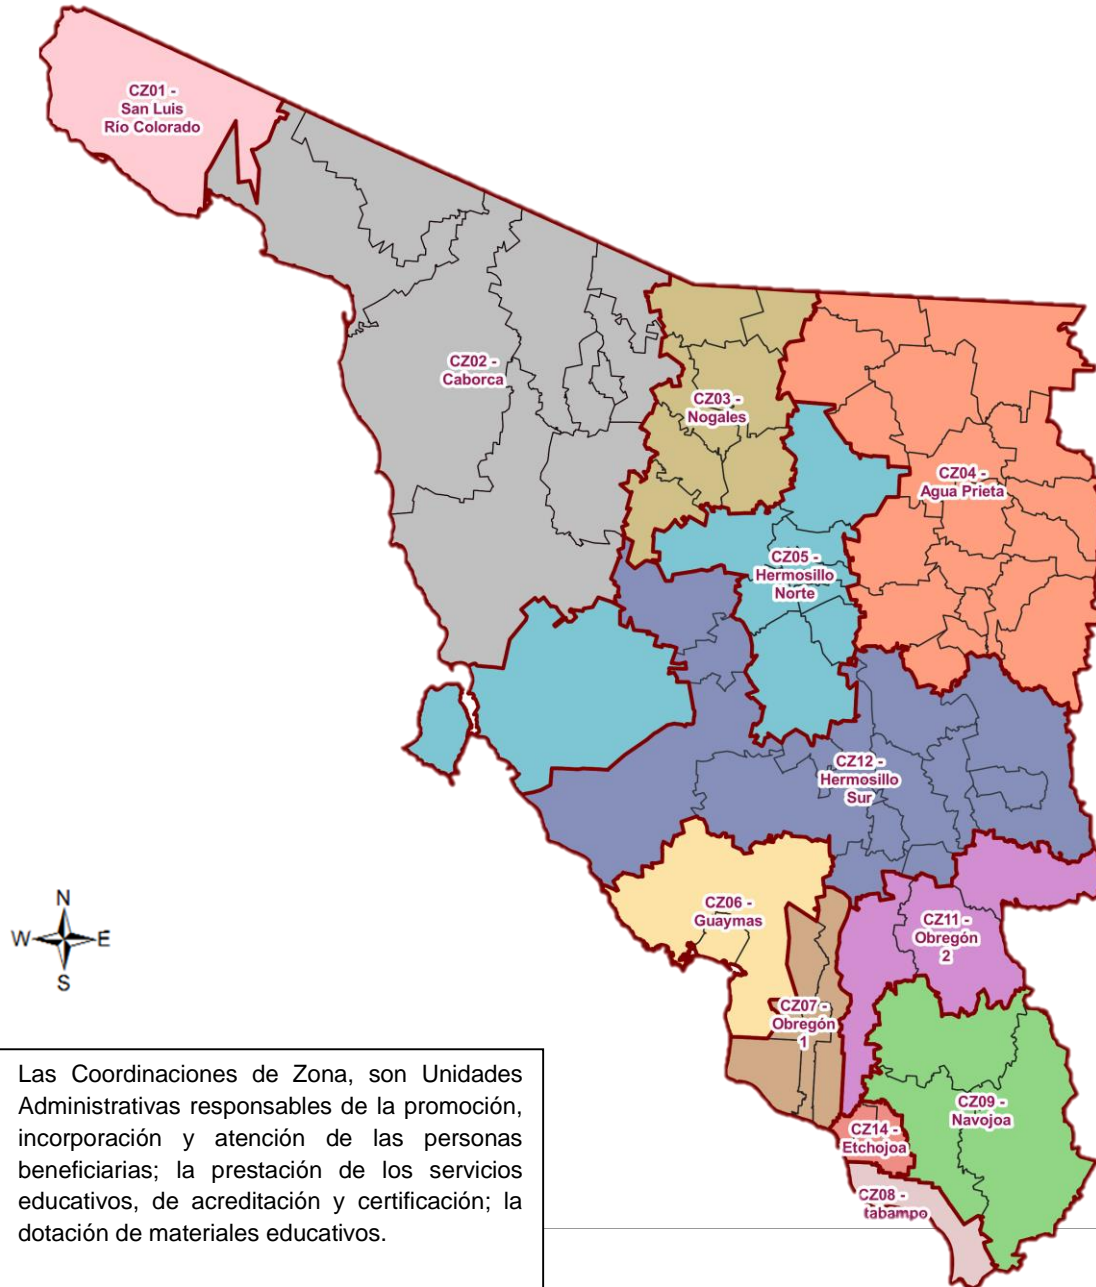 CZ01 -
San Luis
Río Colorado
CZ02 -
Caborca
CZ03 -
Nogales
CZ04 -
Agua Prieta
CZ05 -
Hermosillo
Norte
CZ12 -
Hermosillo
Sur
CZ06 -
Guaymas
CZ11 -
Obregón
2
CZ07 -
Obregón
1
CZ09 -
Navojoa
CZ14 -
Etchojoa
CZ08 -
tabampo
N
W E
S
Las Coordinaciones de Zona, son Unidades
Administrativas responsables de la promoción,
incorporación y atención de las personas
beneficiarias; la prestación de los servicios
educativos, de acreditación y certificación; la
dotación de materiales educativos.